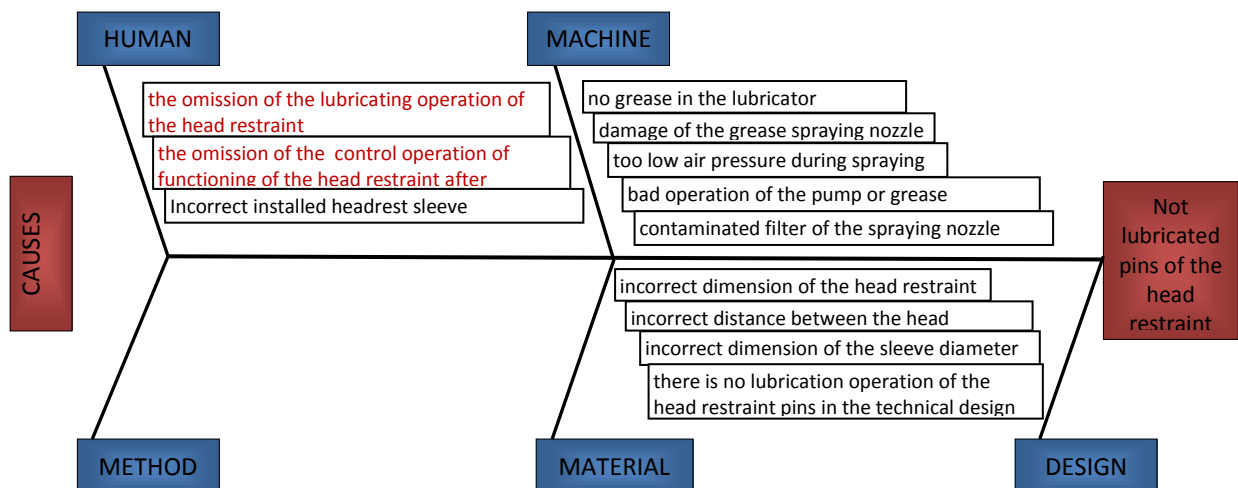 HUMAN
MACHINE
the omission of the lubricating operation of
the head restraint
the omission of the control operation of
functioning of the head restraint after
Incorrect installed headrest sleeve
no grease in the lubricator
damage of the grease spraying nozzle
too low air pressure during spraying
bad operation of the pump or grease
contaminated filter of the spraying nozzle
CAUSES
Not
lubricated
pins of the
head
restraint
incorrect dimension of the head restraint
incorrect distance between the head
incorrect dimension of the sleeve diameter
there is no lubrication operation of the
head restraint pins in the technical design
METHOD
MATERIAL
DESIGN